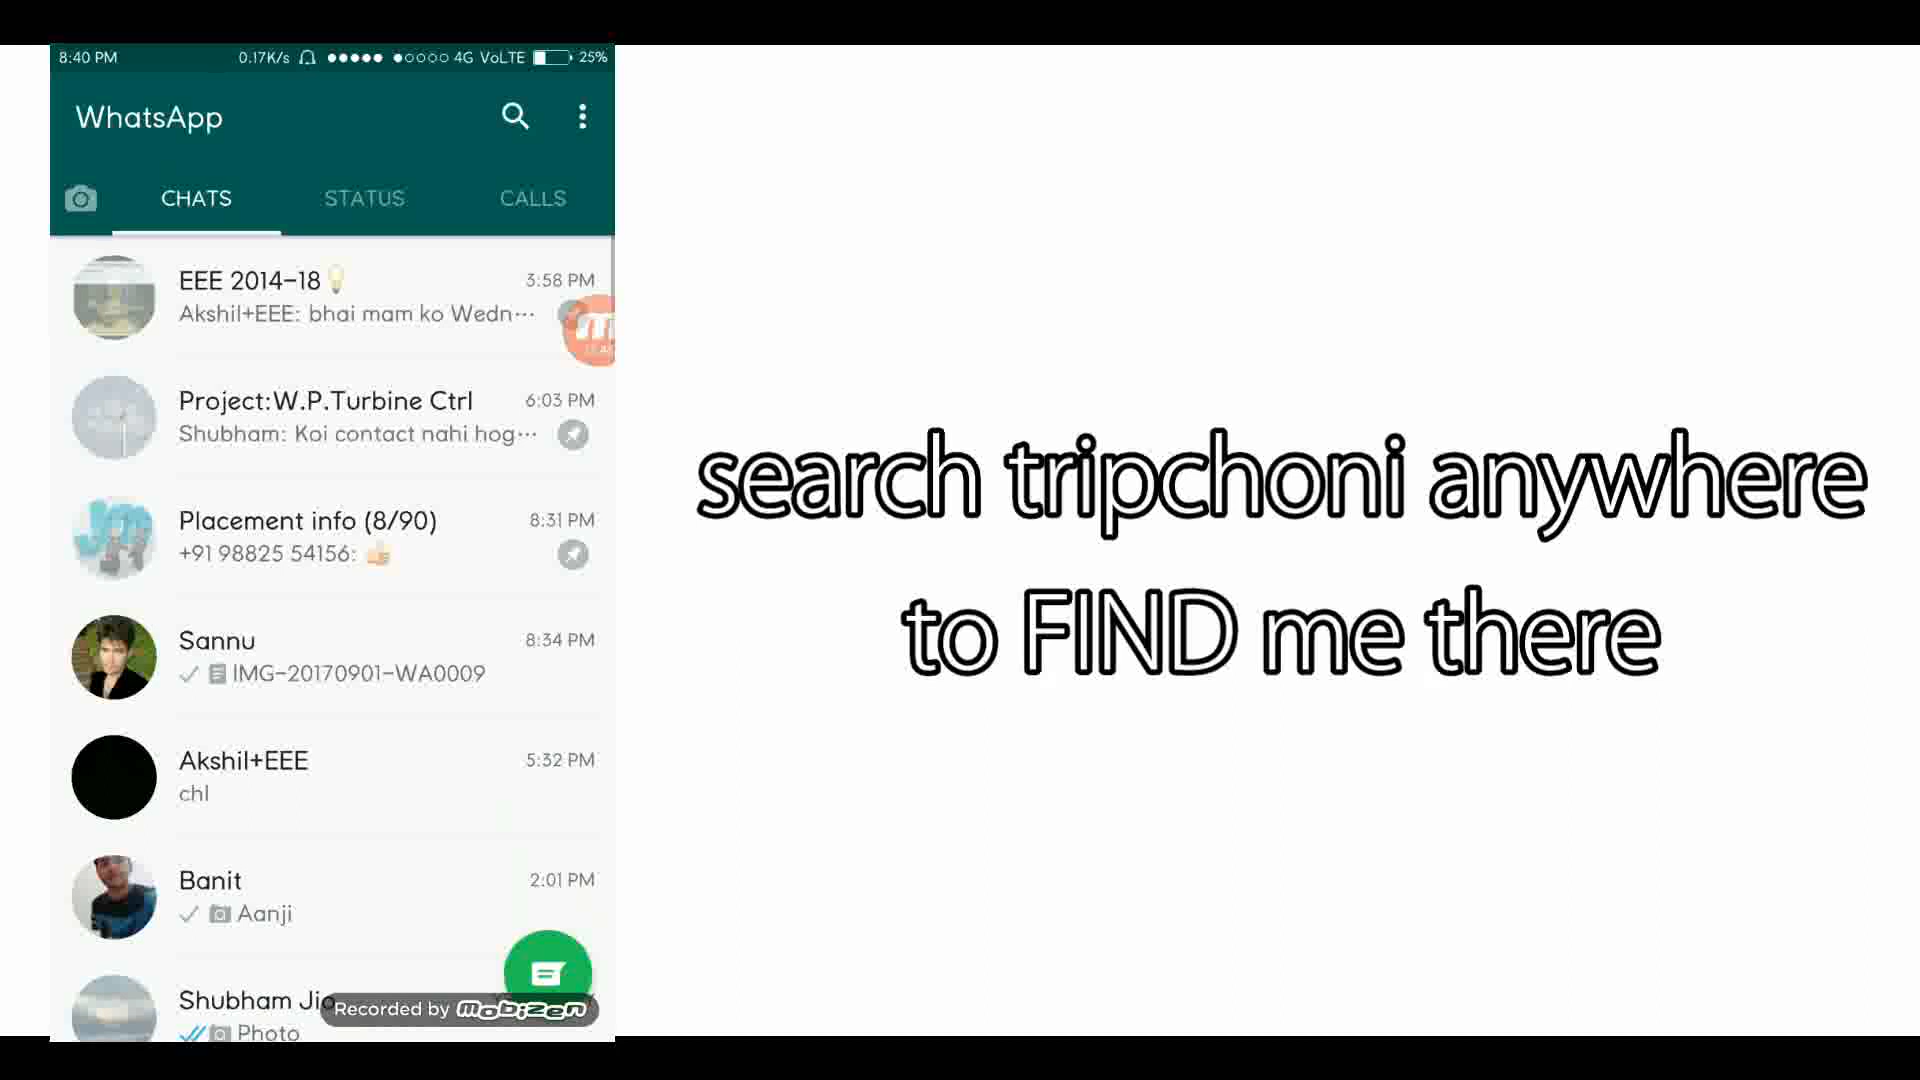 8:40 PM 0.17K/s 4G VoLTE 25%
WhatsApp
CHATS STATUS CALLS
EEE 2014-18💡 3:58 PM
Akshil+EEE: bhai mam ko Wedn...
Project:W.P.Turbine Ctrl 6:03 PM
Shubham: Koi contact nahi hog...
Placement info (8/90) 8:31 PM
+91 98825 54156: 👍
Sannu 8:34 PM
IMG-20170901-WA0009
Akshil+EEE 5:32 PM
chl
Banit 2:01 PM
Aanji
Shubham Jio
Photo
Recorded by mobizen
search tripchoni anywhere
to FIND me there